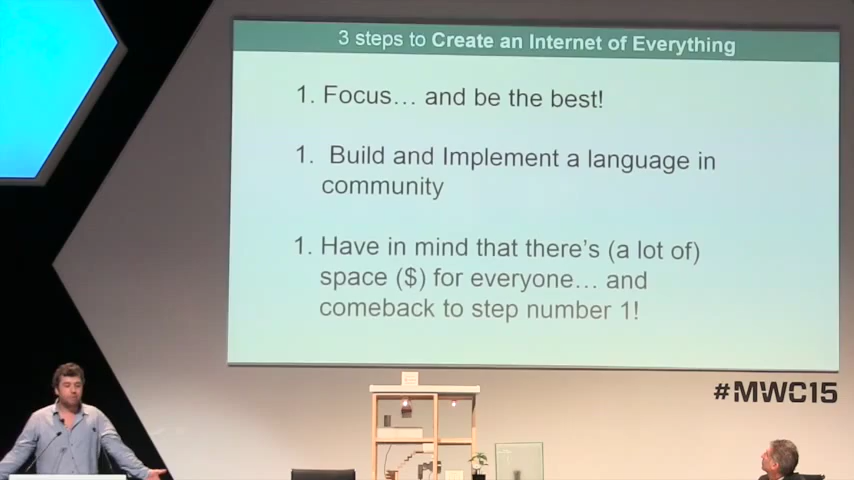 3 steps to Create an Internet of Everything
1. Focus… and be the best!
1. Build and Implement a language in
community
1. Have in mind that there's (a lot of)
space ($) for everyone… and
comeback to step number 1!
#MWC15